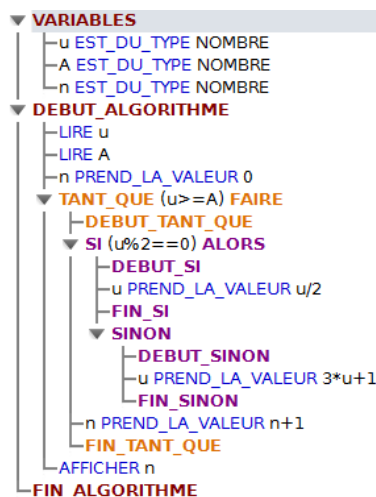 VARIABLES
u EST_DU_TYPE NOMBRE
A EST_DU_TYPE NOMBRE
n EST_DU_TYPE NOMBRE
DEBUT_ALGORITHME
LIRE u
LIRE A
n PREND_LA_VALEUR 0
TANT_QUE (u>=A) FAIRE
DEBUT_TANT_QUE
SI (u%2==0) ALORS
DEBUT_SI
u PREND_LA_VALEUR u/2
FIN_SI
SINON
DEBUT_SINON
u PREND_LA_VALEUR 3*u+1
FIN_SINON
n PREND_LA_VALEUR n+1
FIN_TANT_QUE
AFFICHER n
FIN_ALGORITHME